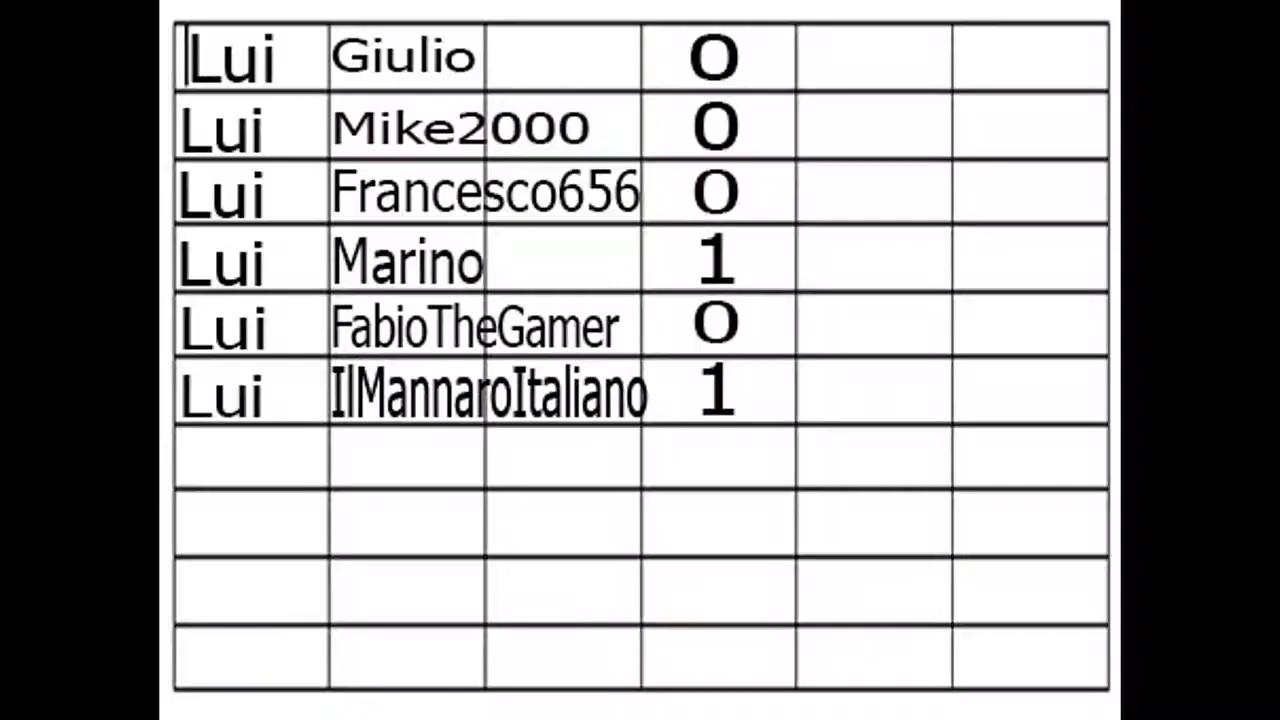 Lui Giulio 0
Lui Mike2000 0
Lui Francesco656 0
Lui Marino 1
Lui FabioTheGamer 0
Lui IlMannaroItaliano 1